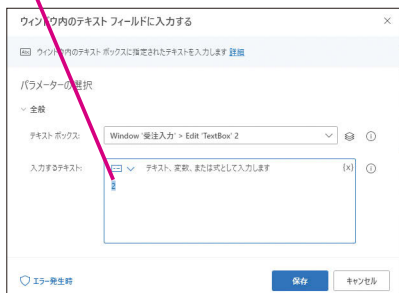 ウィンドウ内のテキスト フィールドに入力する
Abc ウィンドウ内のテキスト ボックスに指定されたテキストを入力します 詳細
パラメーターの選択
全般
テキスト ボックス: Window '受注入力' > Edit 'TextBox' 2
入力するテキスト: テキスト、変数、または式として入力します {x}
2
エラー発生時 保存 キャンセル